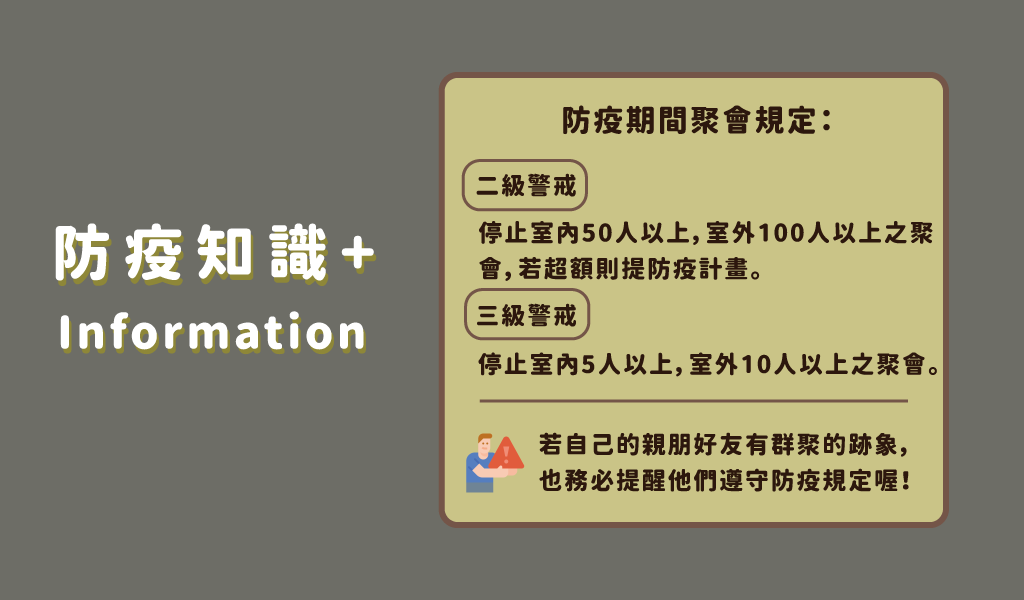 防疫知識+
Information
防疫期間聚會規定：
二級警戒
停止室內50人以上，室外100人以上之聚
會，若超額則提防疫計畫。
三級警戒
停止室內5人以上，室外10人以上之聚會。
若自己的親朋好友有群聚的跡象，
也務必提醒他們遵守防疫規定喔！